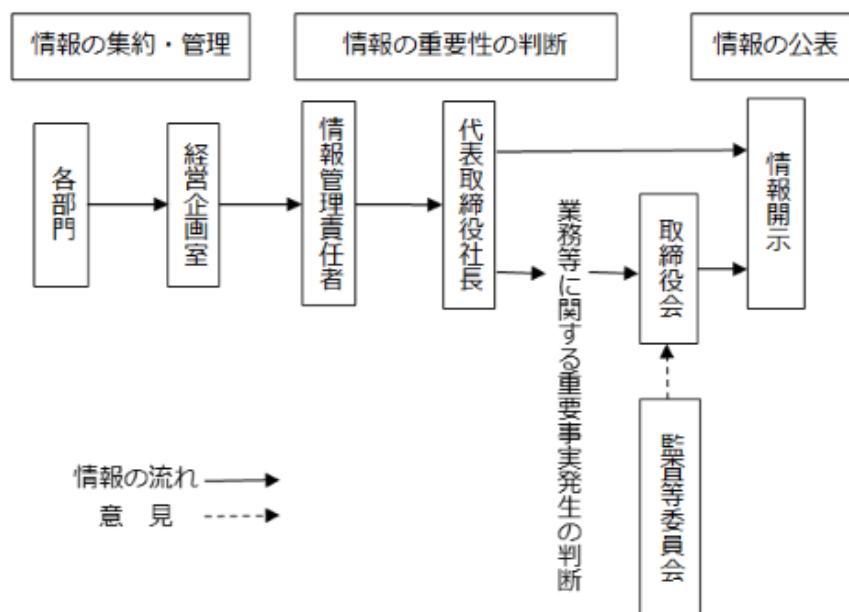 情報の集約・管理
情報の重要性の判断
情報の公表
各部門
経営企画室
情報管理責任者
代表取締役社長
業務等に関する重要事実発生の判断
取締役会
情報開示
監査等委員会
情報の流れ
意　見